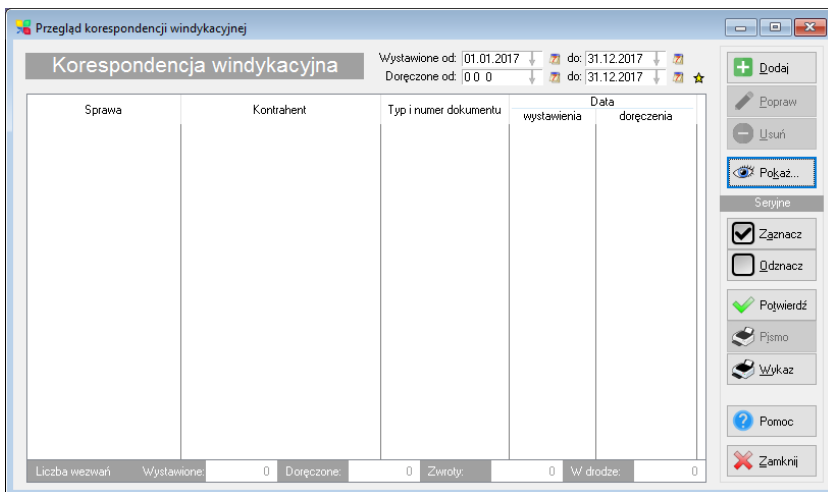 Przegląd korespondencji windykacyjnej
Korespondencja windykacyjna
Wystawione od: 01.01.2017 do: 31.12.2017
Doręczone od: 0 0 0 do: 31.12.2017
Sprawa Kontrahent Typ i numer dokumentu Data
wystawienia doręczenia
Dodaj
Popraw
Usuń
Pokaż...
Seryjne
Zaznacz
Odznacz
Potwierdź
Pismo
Wykaz
Pomoc
Zamknij
Liczba wezwań Wystawione: 0 Doręczone: 0 Zwroty: 0 W drodze: 0